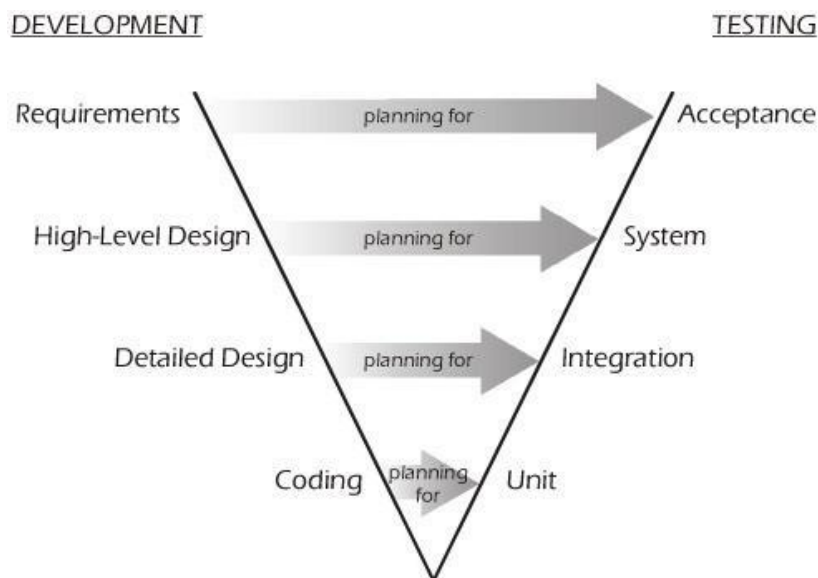 DEVELOPMENT TESTING
Requirements planning for Acceptance
High-Level Design planning for System
Detailed Design planning for Integration
Coding planning for Unit